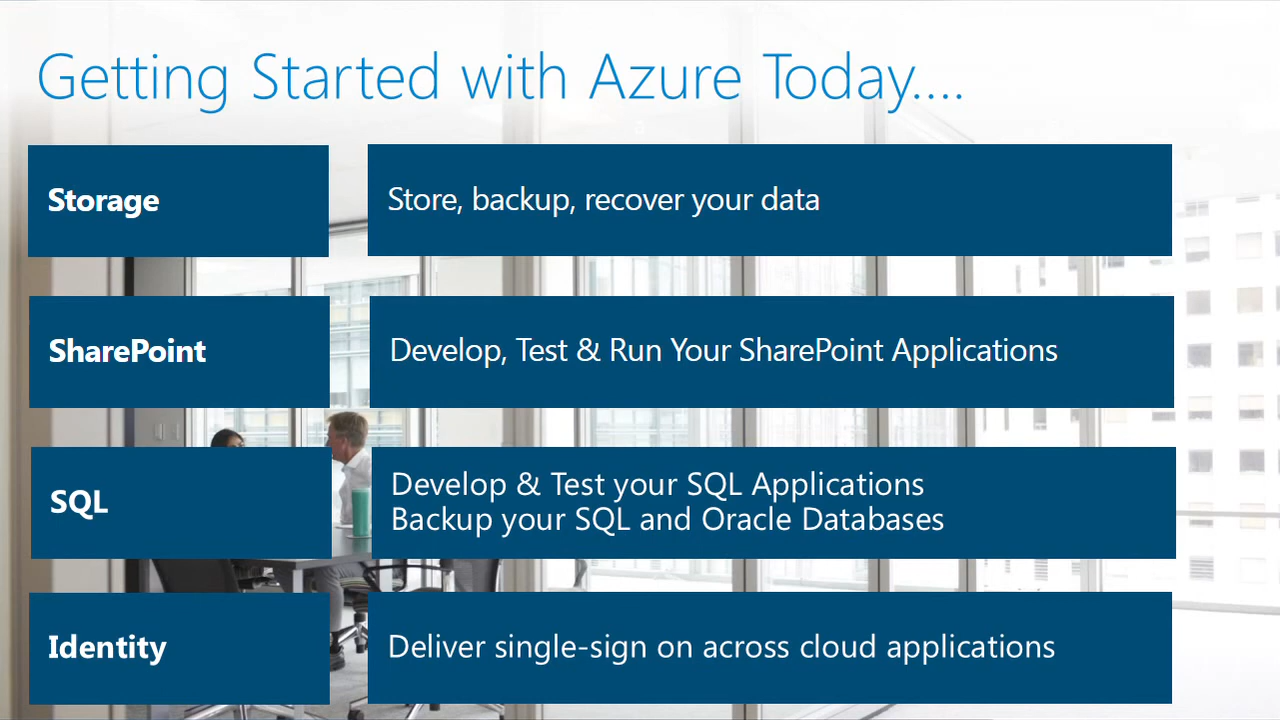 Getting Started with Azure Today....
Storage
Store, backup, recover your data
SharePoint
Develop, Test & Run Your SharePoint Applications
SQL
Develop & Test your SQL Applications
Backup your SQL and Oracle Databases
Identity
Deliver single-sign on across cloud applications